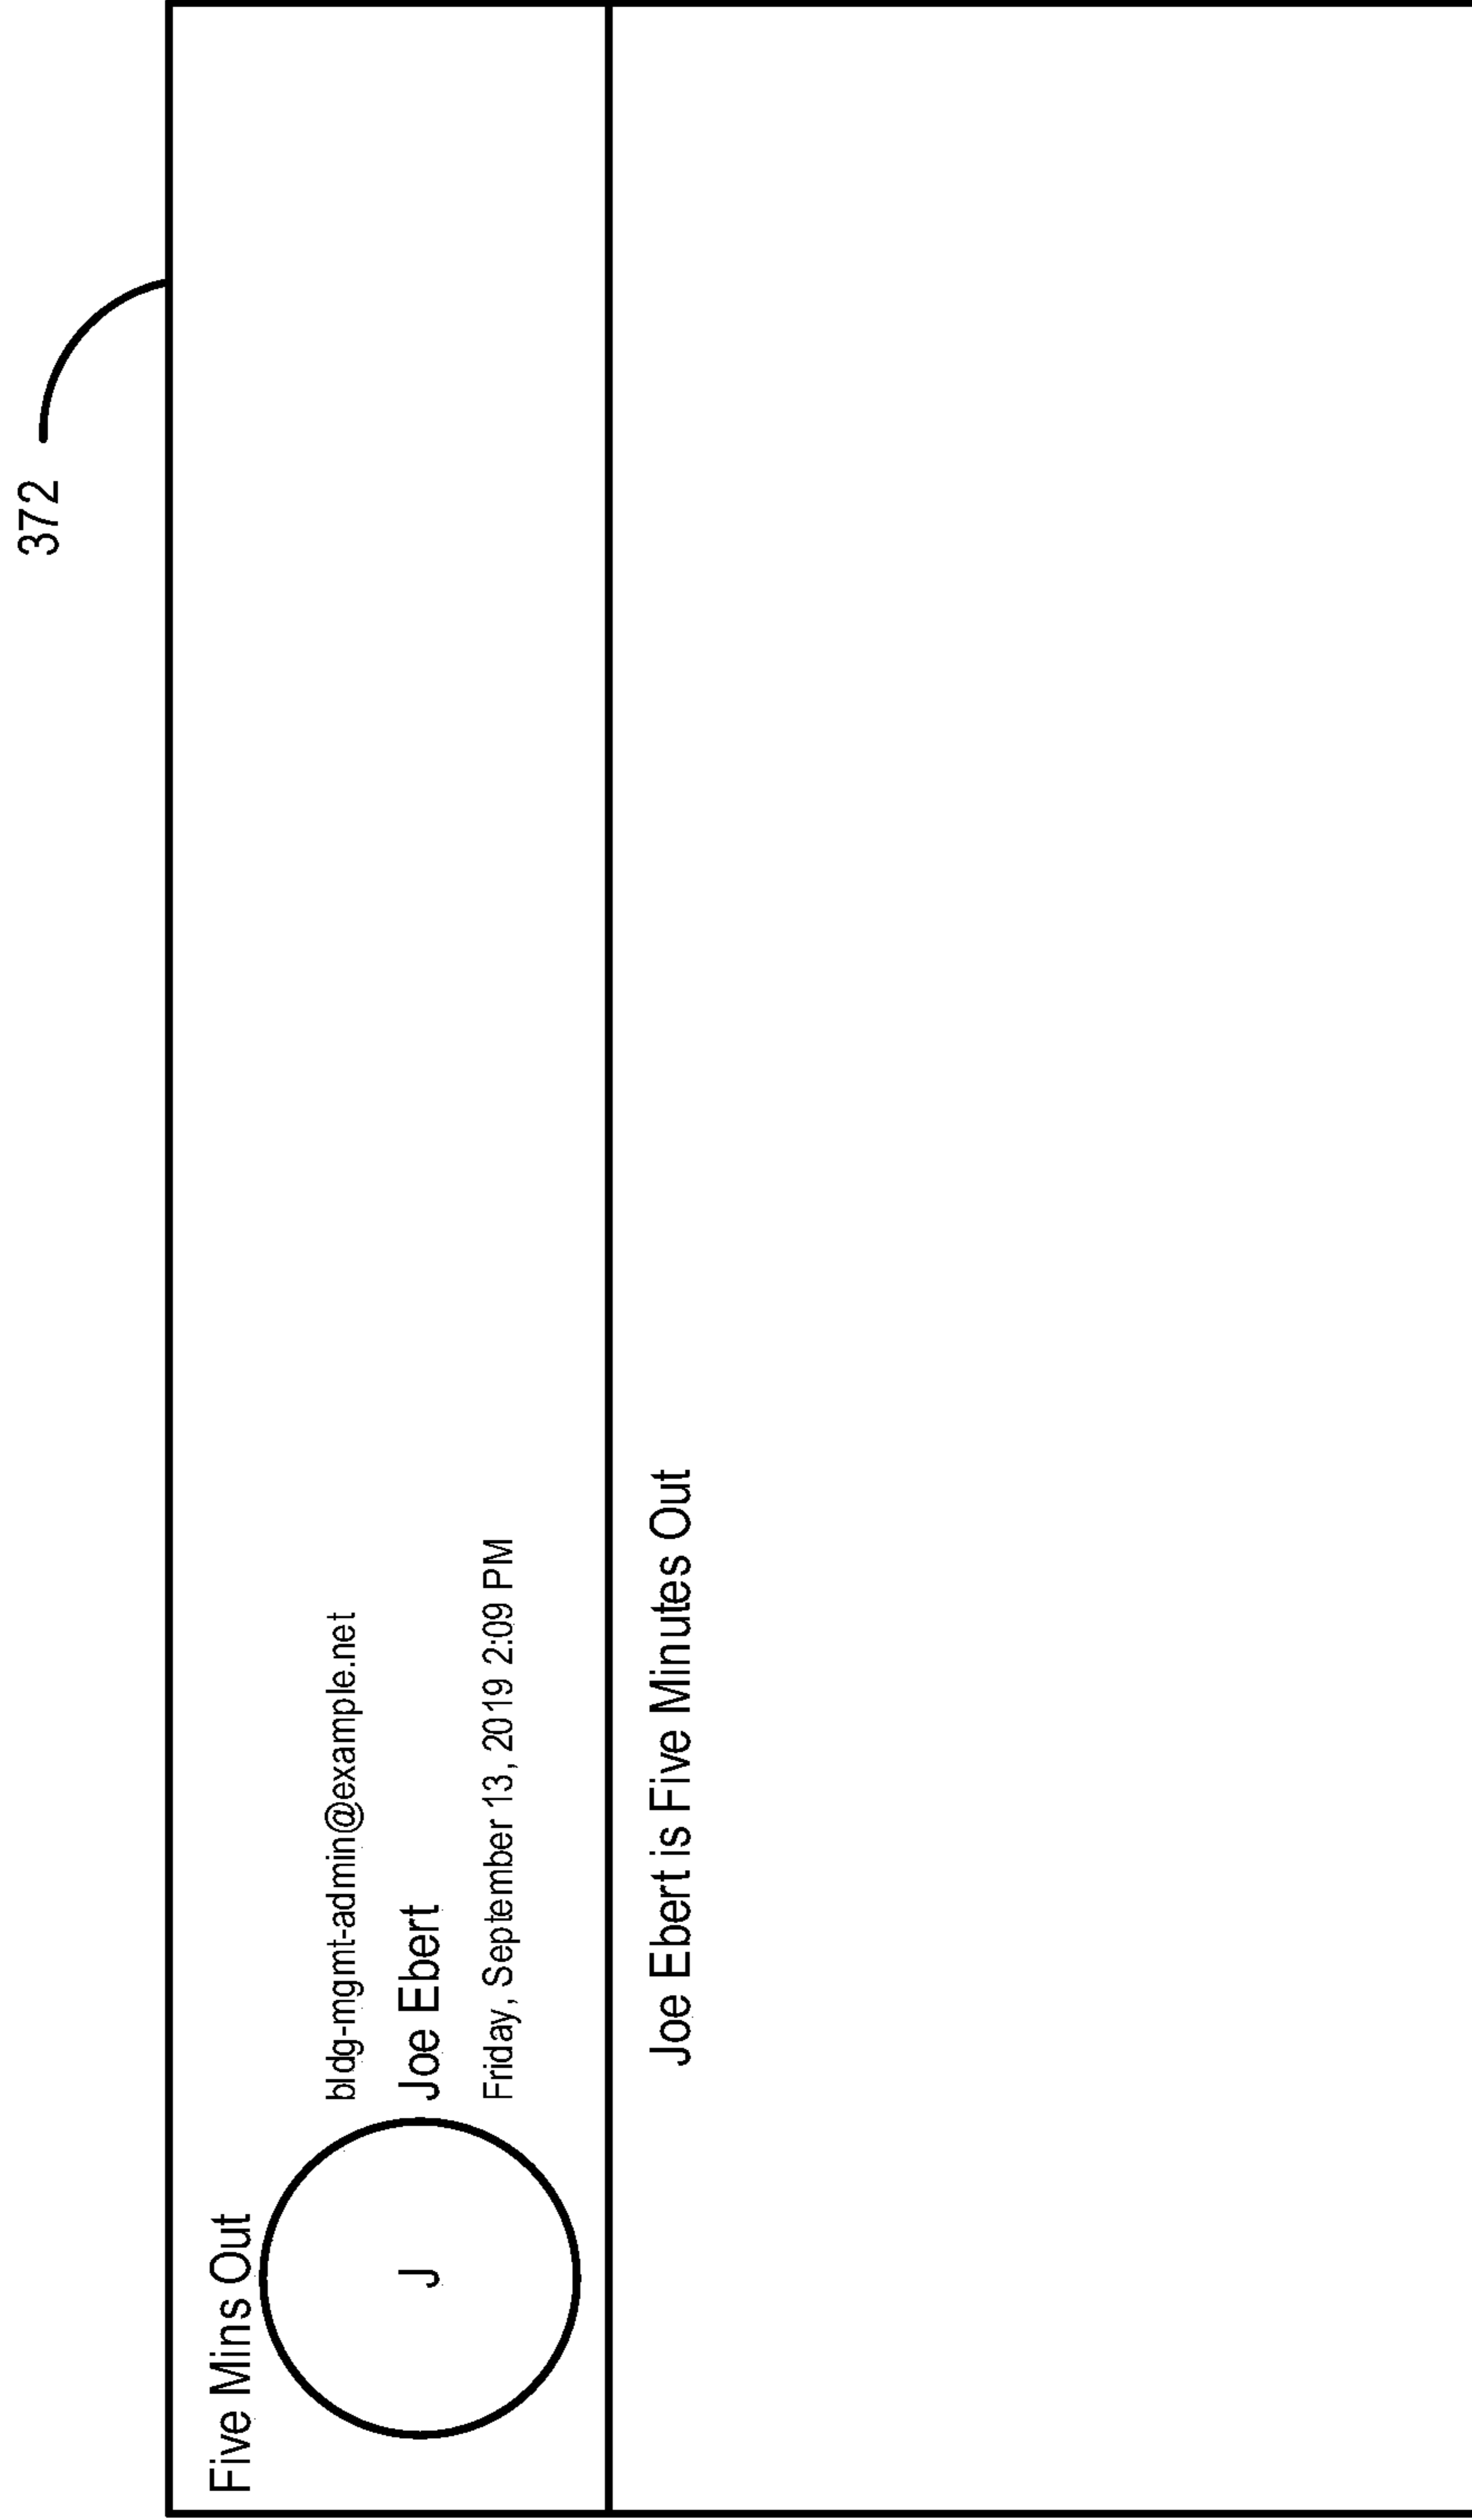 372
Five Mins Out
bldg-mgmt-admin@example.net
J
Joe Ebert
Friday, September 13, 2019 2:09 PM
Joe Ebert is Five Minutes Out